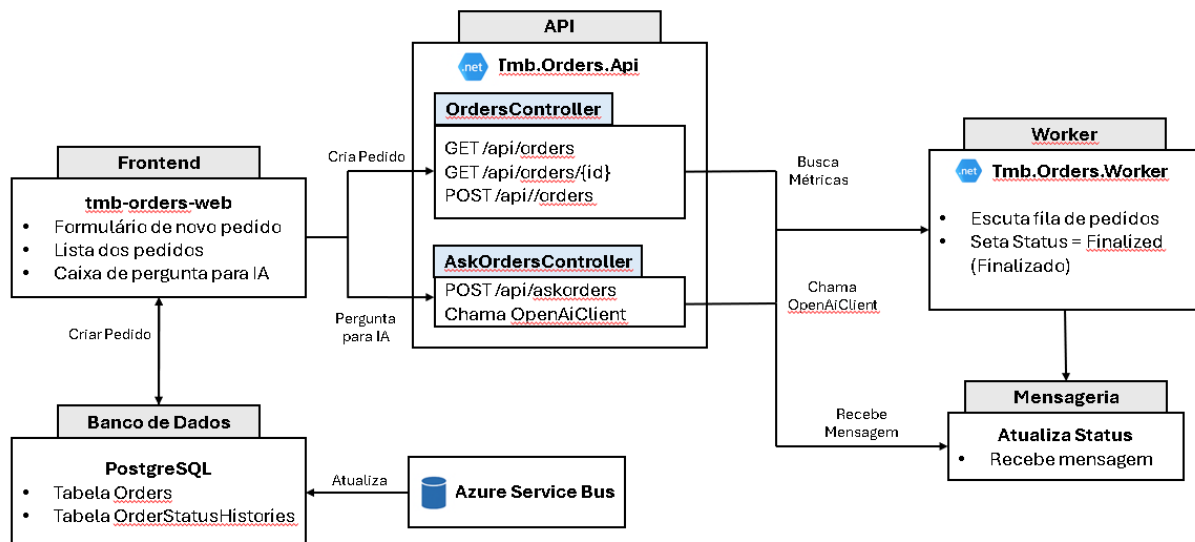 API
.net Tmb.Orders.Api
OrdersController
GET /api/orders
GET /api/orders/{id}
POST /api//orders
AskOrdersController
POST /api/askorders
Chama OpenAiClient
Frontend
tmb-orders-web
• Formulário de novo pedido
• Lista dos pedidos
• Caixa de pergunta para IA
Cria Pedido
Pergunta
para IA
Criar Pedido
Banco de Dados
PostgreSQL
• Tabela Orders
• Tabela OrderStatusHistories
Atualiza
Azure Service Bus
Busca
Métricas
Chama
OpenAiClient
Recebe
Mensagem
Worker
.net Tmb.Orders.Worker
• Escuta fila de pedidos
• Seta Status = Finalized
(Finalizado)
Mensageria
Atualiza Status
• Recebe mensagem